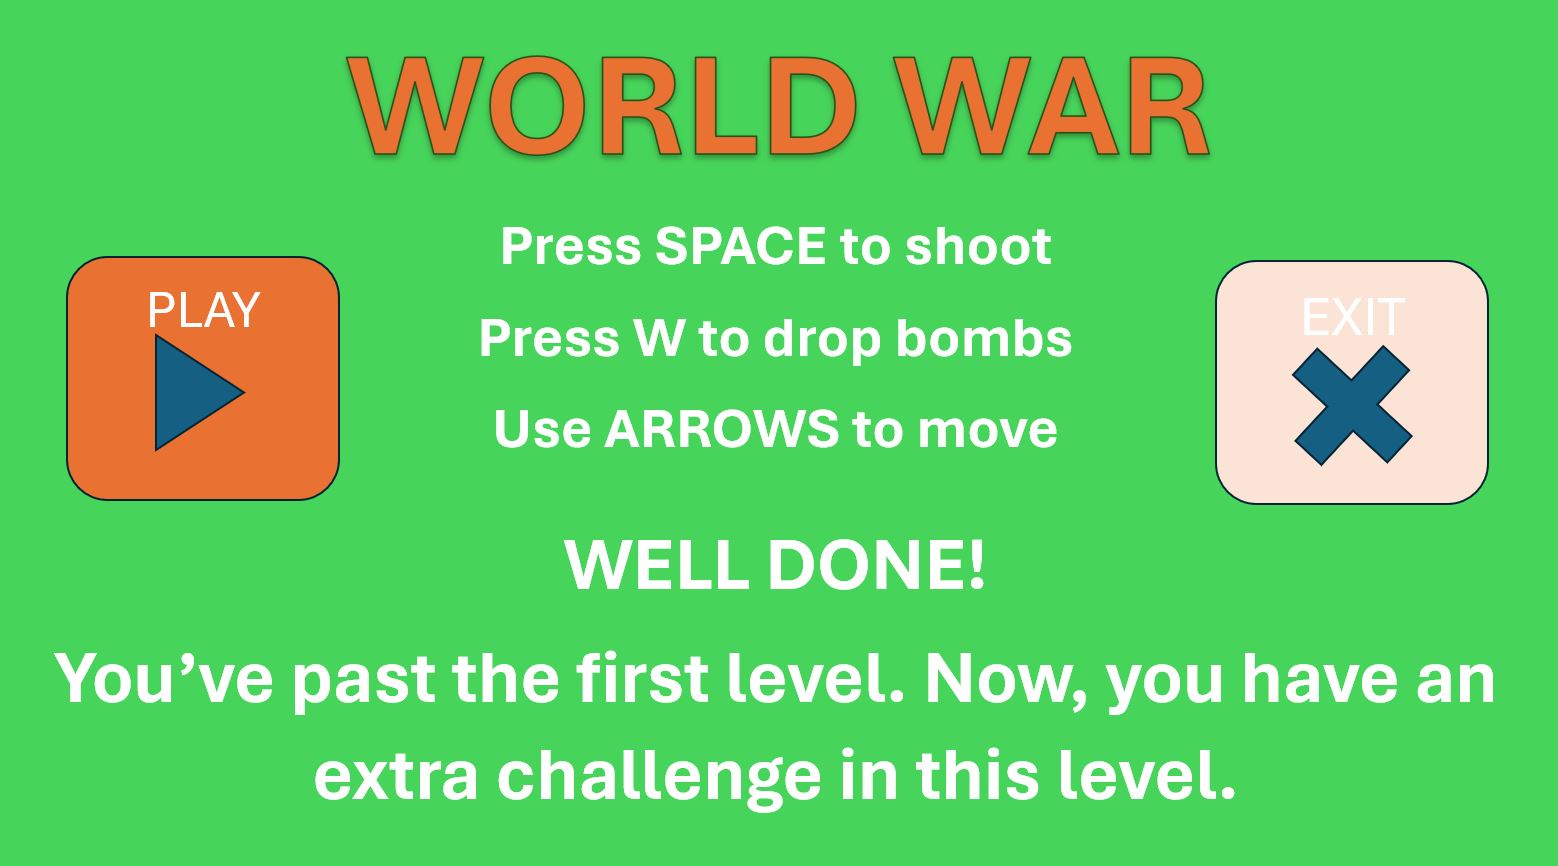 WORLD WAR
Press SPACE to shoot
PLAY
EXIT
Press W to drop bombs
Use ARROWS to move
WELL DONE!
You’ve past the first level. Now, you have an
extra challenge in this level.